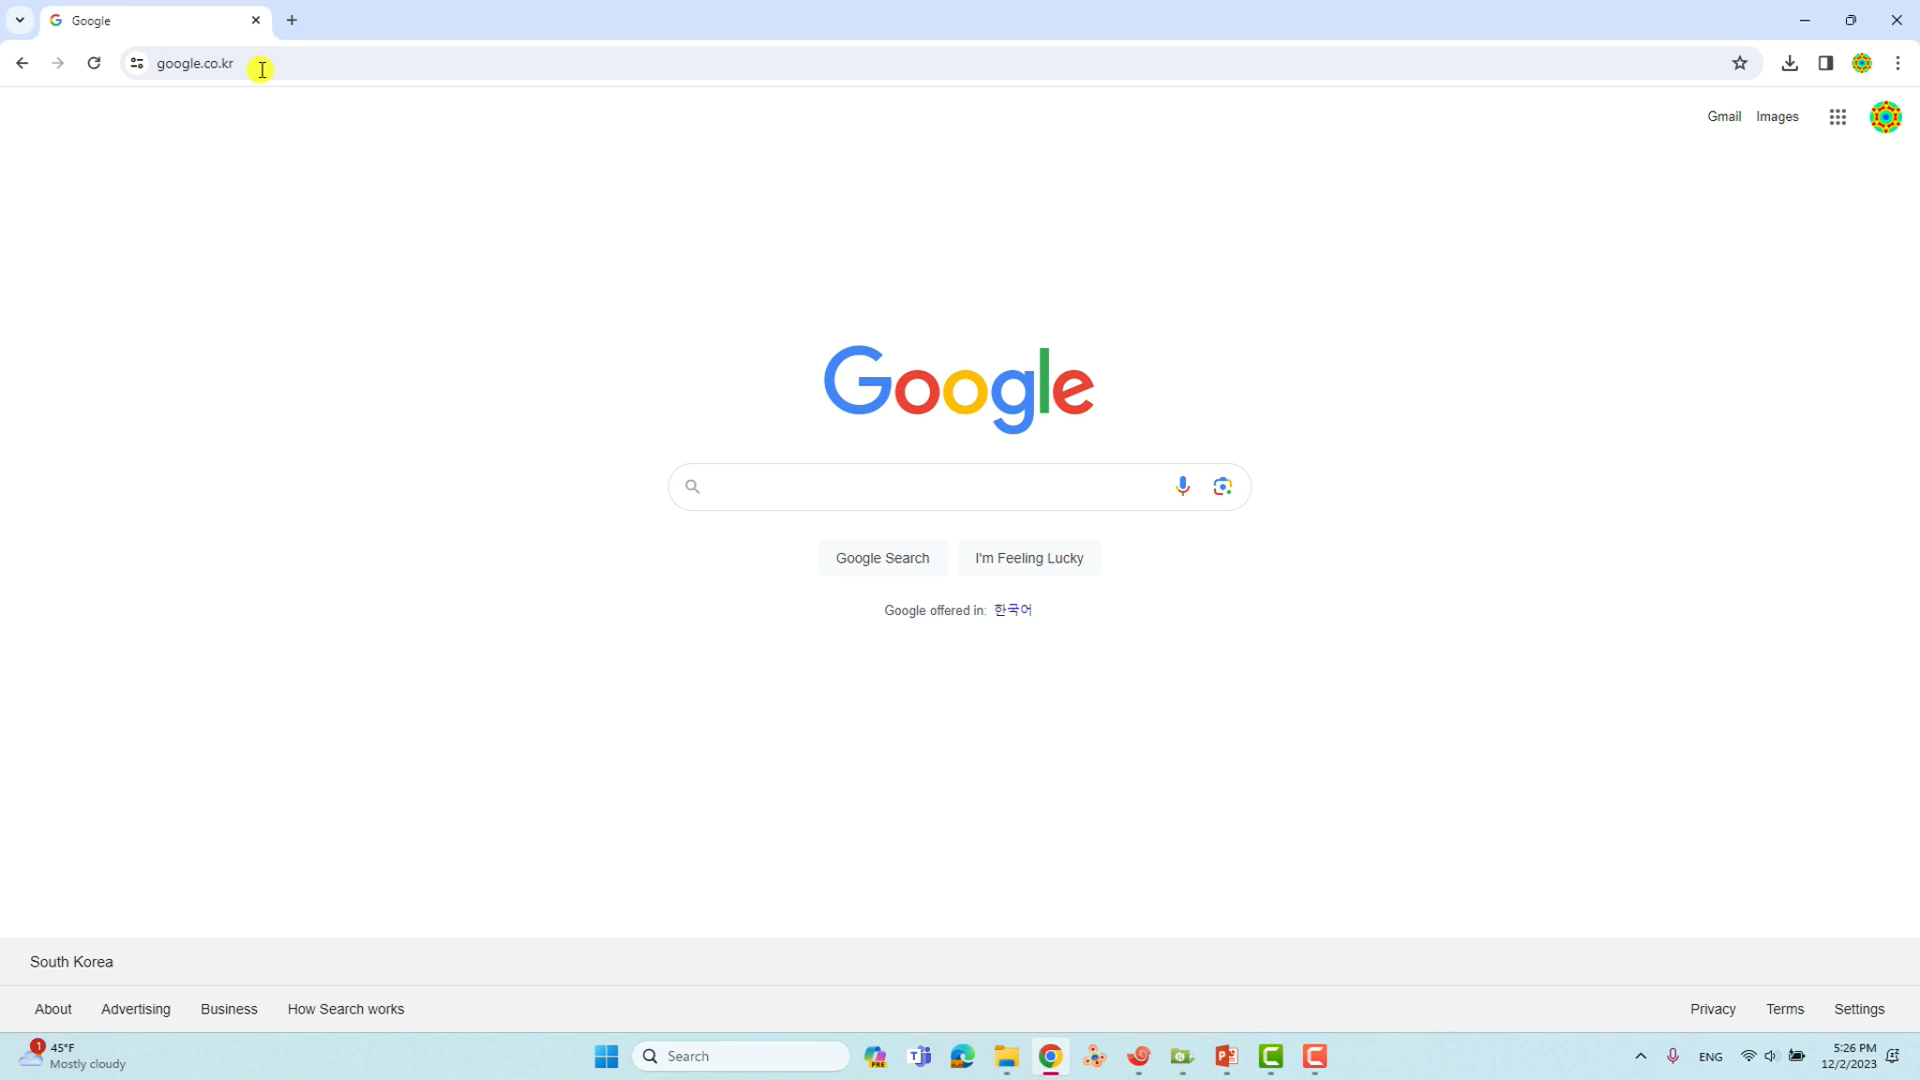 Google
google.co.kr
Gmail Images
Google
Google Search I'm Feeling Lucky
Google offered in: 한국어
South Korea
About Advertising Business How Search works Privacy Terms Settings
1 45°F
Mostly cloudy
Search
PRE
ENG
5:26 PM
12/2/2023